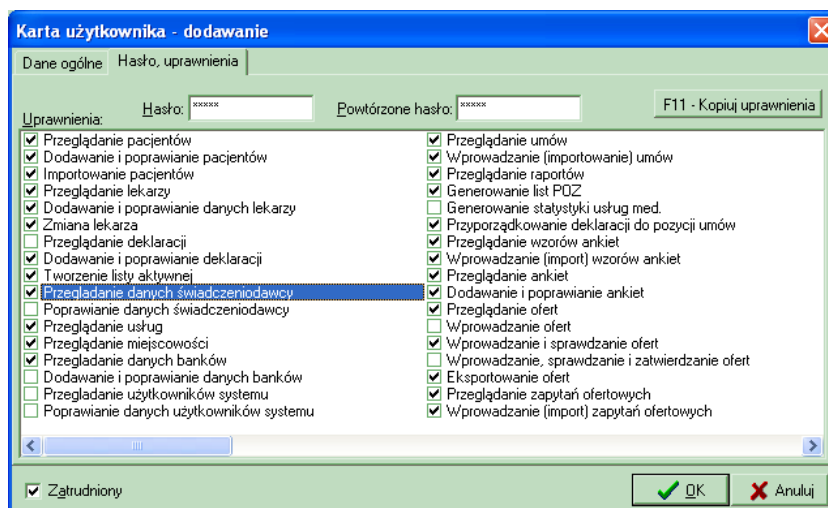 Karta użytkownika - dodawanie
Dane ogólne Hasło, uprawnienia
Hasło: ××××× Powtórzone hasło: ××××× F11 - Kopiuj uprawnienia
Uprawnienia:
Przeglądanie pacjentów
Dodawanie i poprawianie pacjentów
Importowanie pacjentów
Przeglądanie lekarzy
Dodawanie i poprawianie danych lekarzy
Zmiana lekarza
Przeglądanie deklaracji
Dodawanie i poprawianie deklaracji
Tworzenie listy aktywnej
Przegladanie danych świadczeniodawcy
Poprawianie danych świadczeniodawcy
Przeglądanie usług
Przeglądanie miejscowości
Przegladanie danych banków
Dodawanie i poprawianie danych banków
Przegladanie użytkowników systemu
Poprawianie danych użytkowników systemu
Przeglądanie umów
Wprowadzanie (importowanie) umów
Przeglądanie raportów
Generowanie list POZ
Generowanie statystyki usług med.
Przyporządkowanie deklaracji do pozycji umów
Przeglądanie wzorów ankiet
Wprowadzanie (import) wzorów ankiet
Przeglądanie ankiet
Dodawanie i poprawianie ankiet
Przeglądanie ofert
Wprowadzanie ofert
Wprowadzanie i sprawdzanie ofert
Wprowadzanie, sprawdzanie i zatwierdzanie ofert
Eksportowanie ofert
Przeglądanie zapytań ofertowych
Wprowadzanie (import) zapytań ofertowych
Zatrudniony OK Anuluj